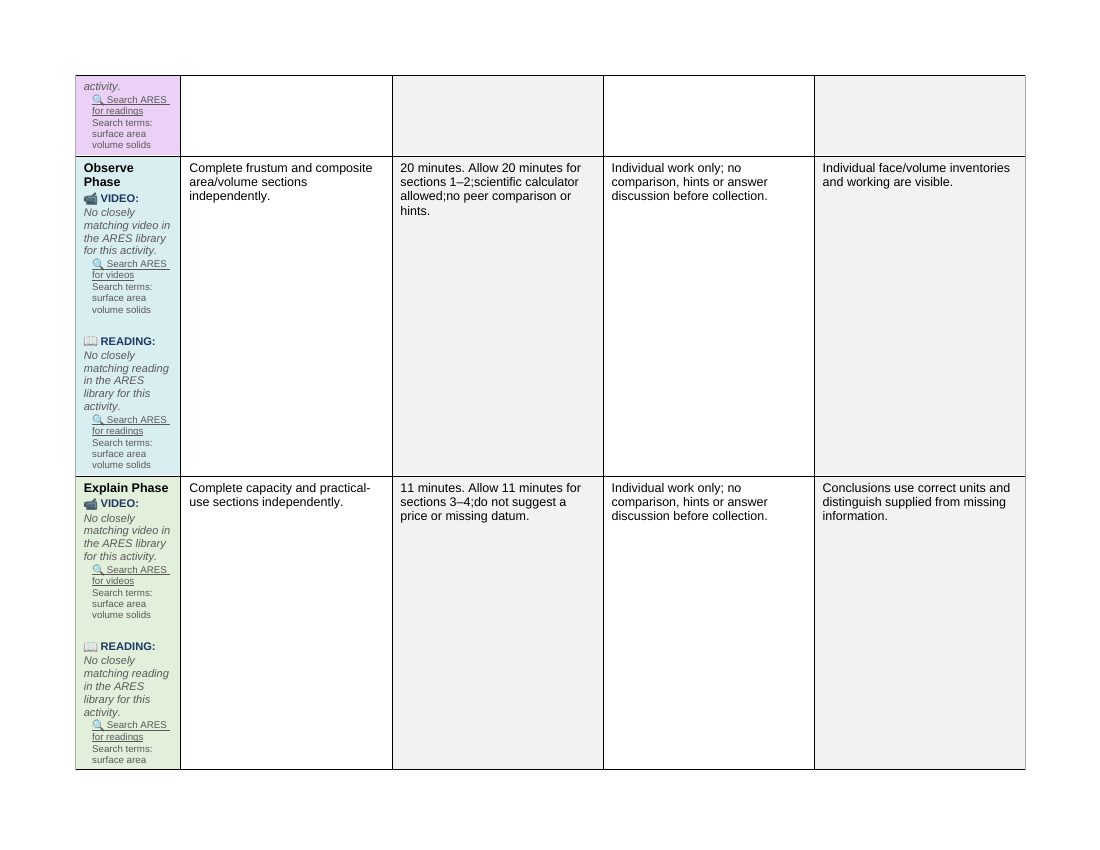 activity.
🔍 Search ARES
for readings
Search terms:
surface area
volume solids
Observe
Phase
📹 VIDEO:
No closely
matching video in
the ARES library
for this activity.
🔍 Search ARES
for videos
Search terms:
surface area
volume solids
📖 READING:
No closely
matching reading
in the ARES
library for this
activity.
🔍 Search ARES
for readings
Search terms:
surface area
volume solids
Complete frustum and composite
area/volume sections
independently.
20 minutes. Allow 20 minutes for
sections 1–2;scientific calculator
allowed;no peer comparison or
hints.
Individual work only; no
comparison, hints or answer
discussion before collection.
Individual face/volume inventories
and working are visible.
Explain Phase
📹 VIDEO:
No closely
matching video in
the ARES library
for this activity.
🔍 Search ARES
for videos
Search terms:
surface area
volume solids
📖 READING:
No closely
matching reading
in the ARES
library for this
activity.
🔍 Search ARES
for readings
Search terms:
surface area
Complete capacity and practical-
use sections independently.
11 minutes. Allow 11 minutes for
sections 3–4;do not suggest a
price or missing datum.
Individual work only; no
comparison, hints or answer
discussion before collection.
Conclusions use correct units and
distinguish supplied from missing
information.